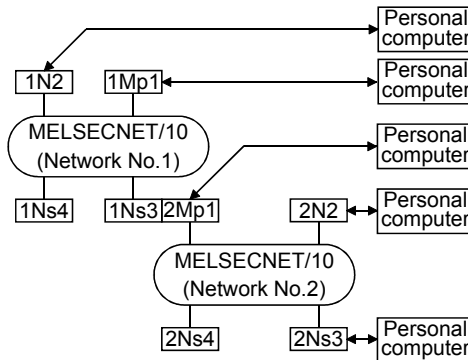 Personal
computer
1N2
1Mp1
Personal
computer
MELSECNET/10
(Network No.1)
Personal
computer
1Ns4
1Ns3
2Mp1
2N2
Personal
computer
MELSECNET/10
(Network No.2)
2Ns4
2Ns3
Personal
computer